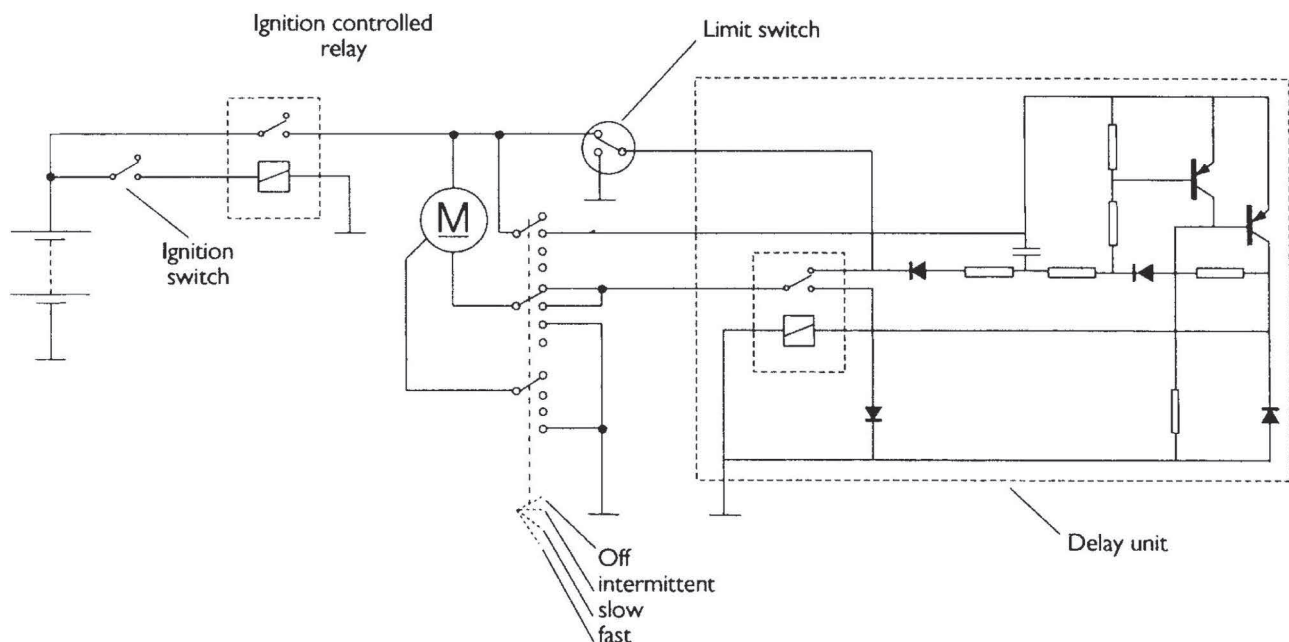 Ignition controlled
relay
Limit switch
M
Ignition
switch
Off
intermittent
slow
fast
Delay unit